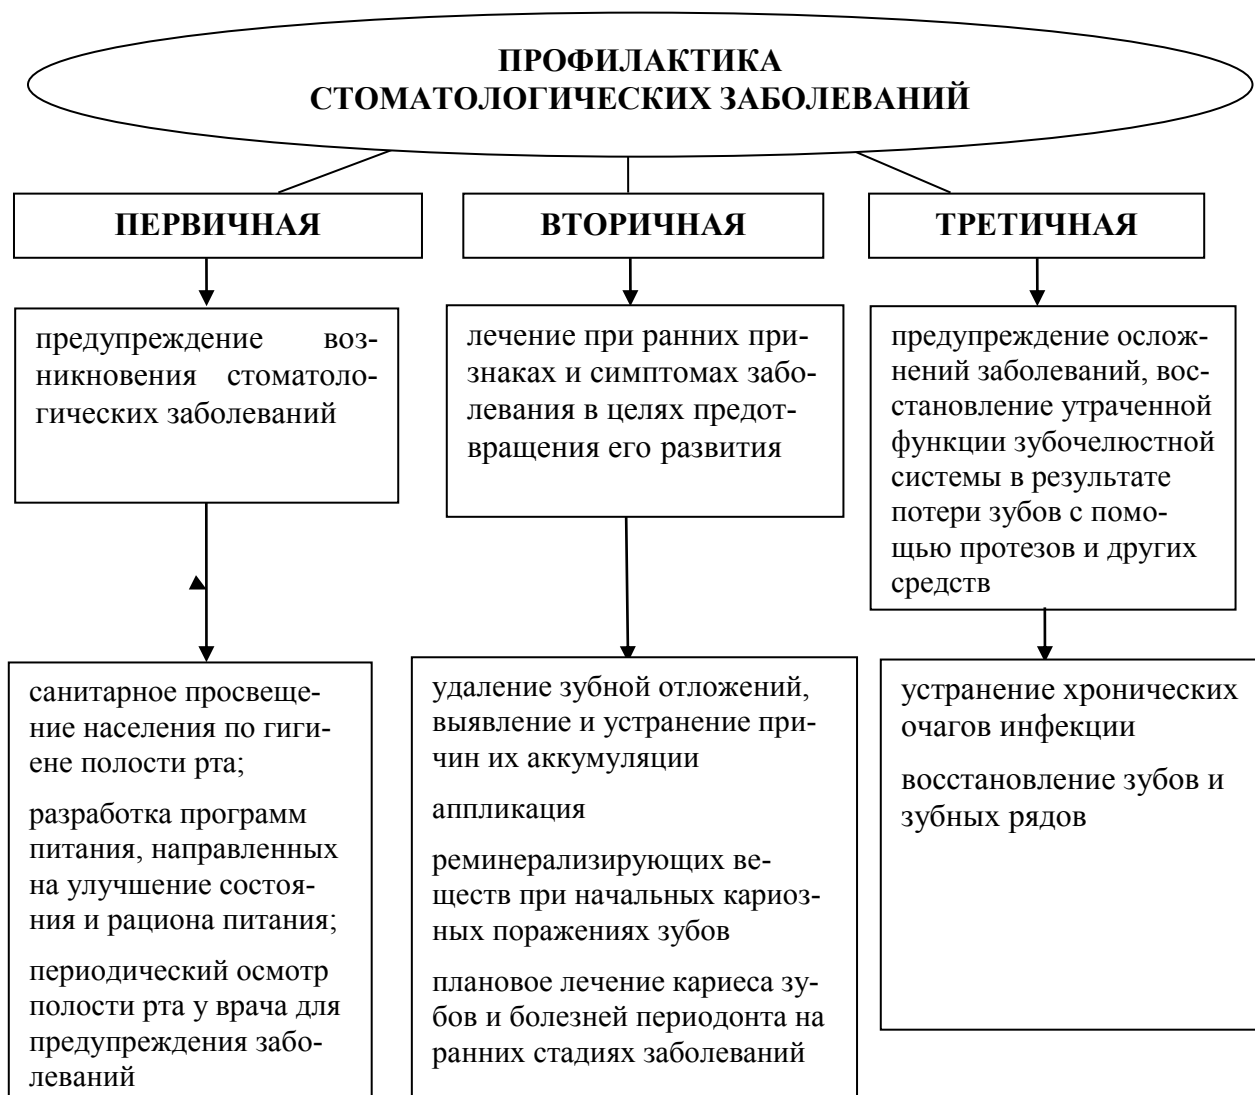 ПРОФИЛАКТИКА
СТОМАТОЛОГИЧЕСКИХ ЗАБОЛЕВАНИЙ
ПЕРВИЧНАЯ
ВТОРИЧНАЯ
ТРЕТИЧНАЯ
предупреждение воз-
никновения стоматоло-
гических заболеваний
лечение при ранних при-
знаках и симптомах забо-
левания в целях предот-
вращения его развития
предупреждение ослож-
нений заболеваний, вос-
становление утраченной
функции зубочелюстной
системы в результате
потери зубов с помо-
щью протезов и других
средств
санитарное просвеще-
ние населения по гиги-
ене полости рта;
разработка программ
питания, направленных
на улучшение состоя-
ния и рациона питания;
периодический осмотр
полости рта у врача для
предупреждения забо-
леваний
удаление зубной отложений,
выявление и устранение при-
чин их аккумуляции
аппликация
реминерализирующих ве-
ществ при начальных кариоз-
ных поражениях зубов
плановое лечение кариеса зу-
бов и болезней периодонта на
ранних стадиях заболеваний
устранение хронических
очагов инфекции
восстановление зубов и
зубных рядов